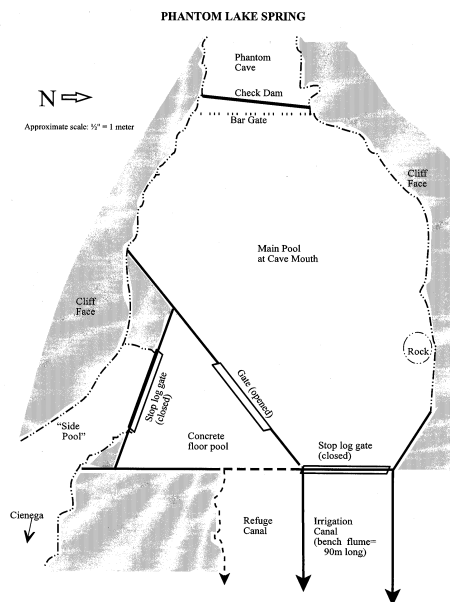 PHANTOM LAKE SPRING
Phantom
Cave
N
Check Dam
Approximate scale: ½" = 1 meter
Bar Gate
Cliff
Face
Main Pool
at Cave Mouth
Cliff
Face
Rock
Gate (opened)
Stop log gate
(closed)
"Side
Pool"
Concrete
floor pool
Stop log gate
(closed)
Cienega
Refuge
Canal
Irrigation
Canal
(bench flume=
90m long)